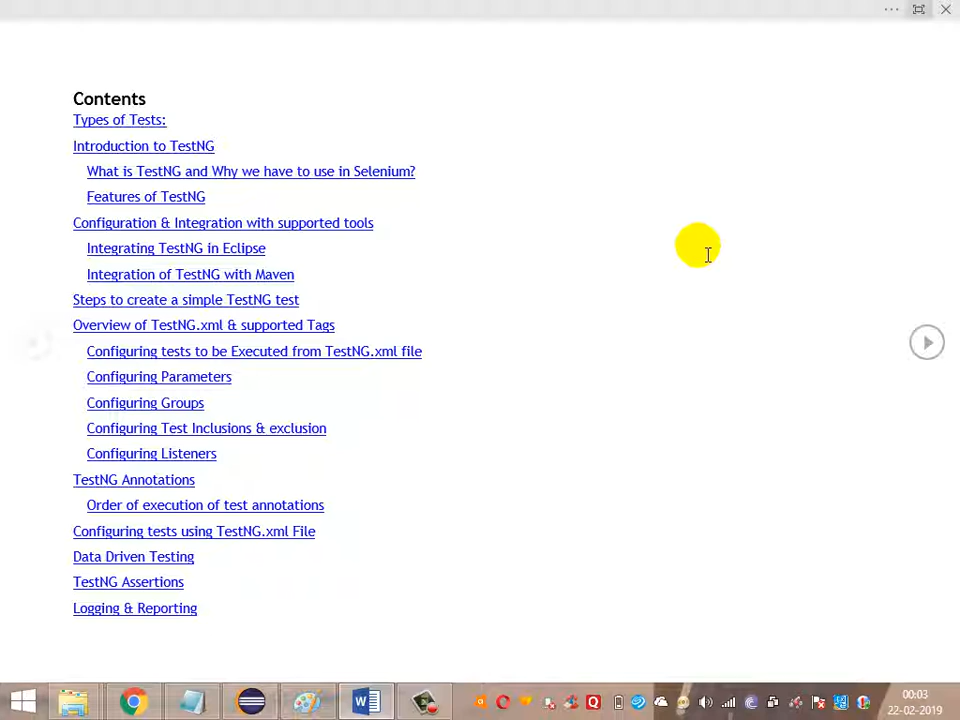 Contents
Types of Tests:
Introduction to TestNG
What is TestNG and Why we have to use in Selenium?
Features of TestNG
Configuration & Integration with supported tools
Integrating TestNG in Eclipse
Integration of TestNG with Maven
Steps to create a simple TestNG test
Overview of TestNG.xml & supported Tags
Configuring tests to be Executed from TestNG.xml file
Configuring Parameters
Configuring Groups
Configuring Test Inclusions & exclusion
Configuring Listeners
TestNG Annotations
Order of execution of test annotations
Configuring tests using TestNG.xml File
Data Driven Testing
TestNG Assertions
Logging & Reporting
00:03
22-02-2019